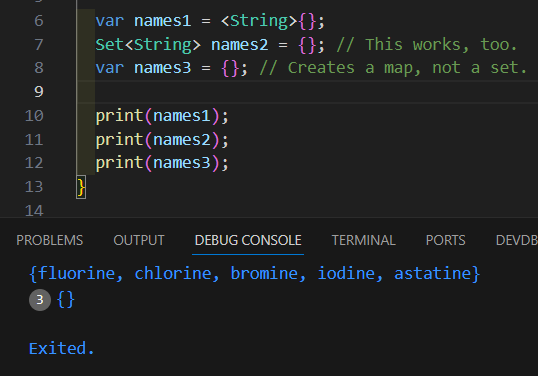 6 var names1 = <String>{};
7 Set<String> names2 = {}; // This works, too.
8 var names3 = {}; // Creates a map, not a set.
9
10 print(names1);
11 print(names2);
12 print(names3);
13 }
14
PROBLEMS OUTPUT DEBUG CONSOLE TERMINAL PORTS DEVDB
{fluorine, chlorine, bromine, iodine, astatine}
3 {}
Exited.